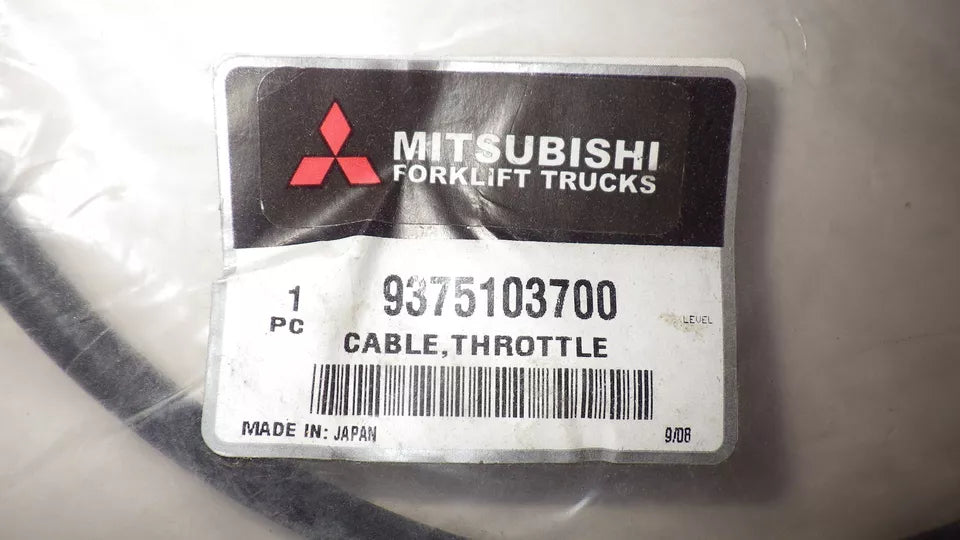 MITSUBISHI
FORKLIFT TRUCKS
1 9375103700
PC LEVEL
CABLE,THROTTLE
MADE IN: JAPAN 9/08